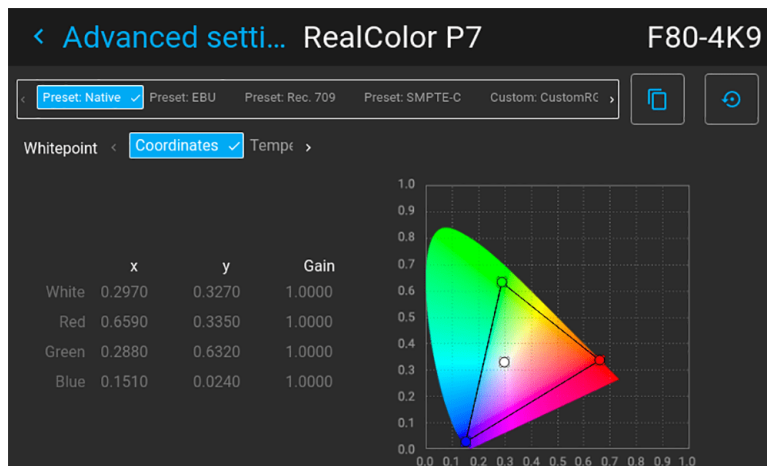 Advanced setti... RealColor P7 F80-4K9
Preset: Native Preset: EBU Preset: Rec. 709 Preset: SMPTE-C Custom: CustomRG
Whitepoint Coordinates Tempe
x y Gain
White 0.2970 0.3270 1.0000
Red 0.6590 0.3350 1.0000
Green 0.2880 0.6320 1.0000
Blue 0.1510 0.0240 1.0000
1.0
0.9
0.8
0.7
0.6
0.5
0.4
0.3
0.2
0.1
0.0
0.0 0.1 0.2 0.3 0.4 0.5 0.6 0.7 0.8 0.9 1.0